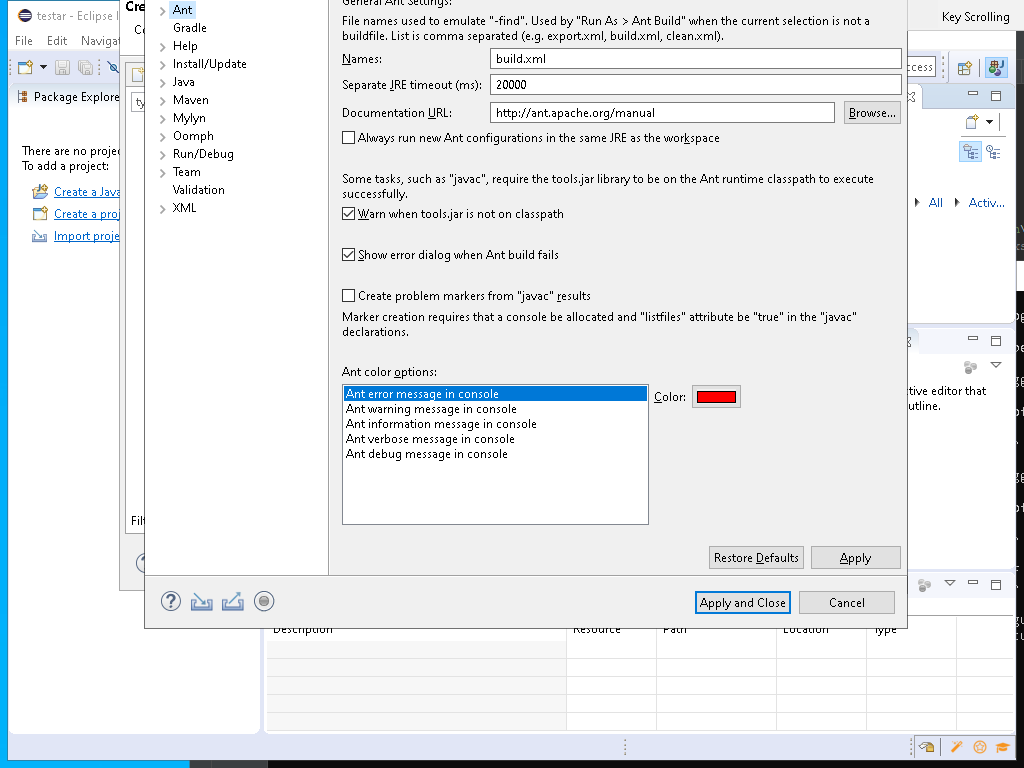 testar - Eclipse I
File Edit Navigat
Package Explore
There are no projec
To add a project:
Create a Java
Create a proj
Import proje
Cre
Ant
Gradle
Help
Install/Update
Java
Maven
Mylyn
Oomph
Run/Debug
Team
Validation
XML
General Ant Settings:
File names used to emulate "-find". Used by "Run As > Ant Build" when the current selection is not a
buildfile. List is comma separated (e.g. export.xml, build.xml, clean.xml).
Names: build.xml
Separate JRE timeout (ms): 20000
Documentation URL: http://ant.apache.org/manual Browse...
Always run new Ant configurations in the same JRE as the workspace
Some tasks, such as "javac", require the tools.jar library to be on the Ant runtime classpath to execute
successfully.
Warn when tools.jar is not on classpath
Show error dialog when Ant build fails
Create problem markers from "javac" results
Marker creation requires that a console be allocated and "listfiles" attribute be "true" in the "javac"
declarations.
Ant color options:
Ant error message in console
Ant warning message in console
Ant information message in console
Ant verbose message in console
Ant debug message in console
Color:
Restore Defaults Apply
Apply and Close Cancel
Key Scrolling
cess
All Activ...
tive editor that
utline.
Description Resource Path Location Type